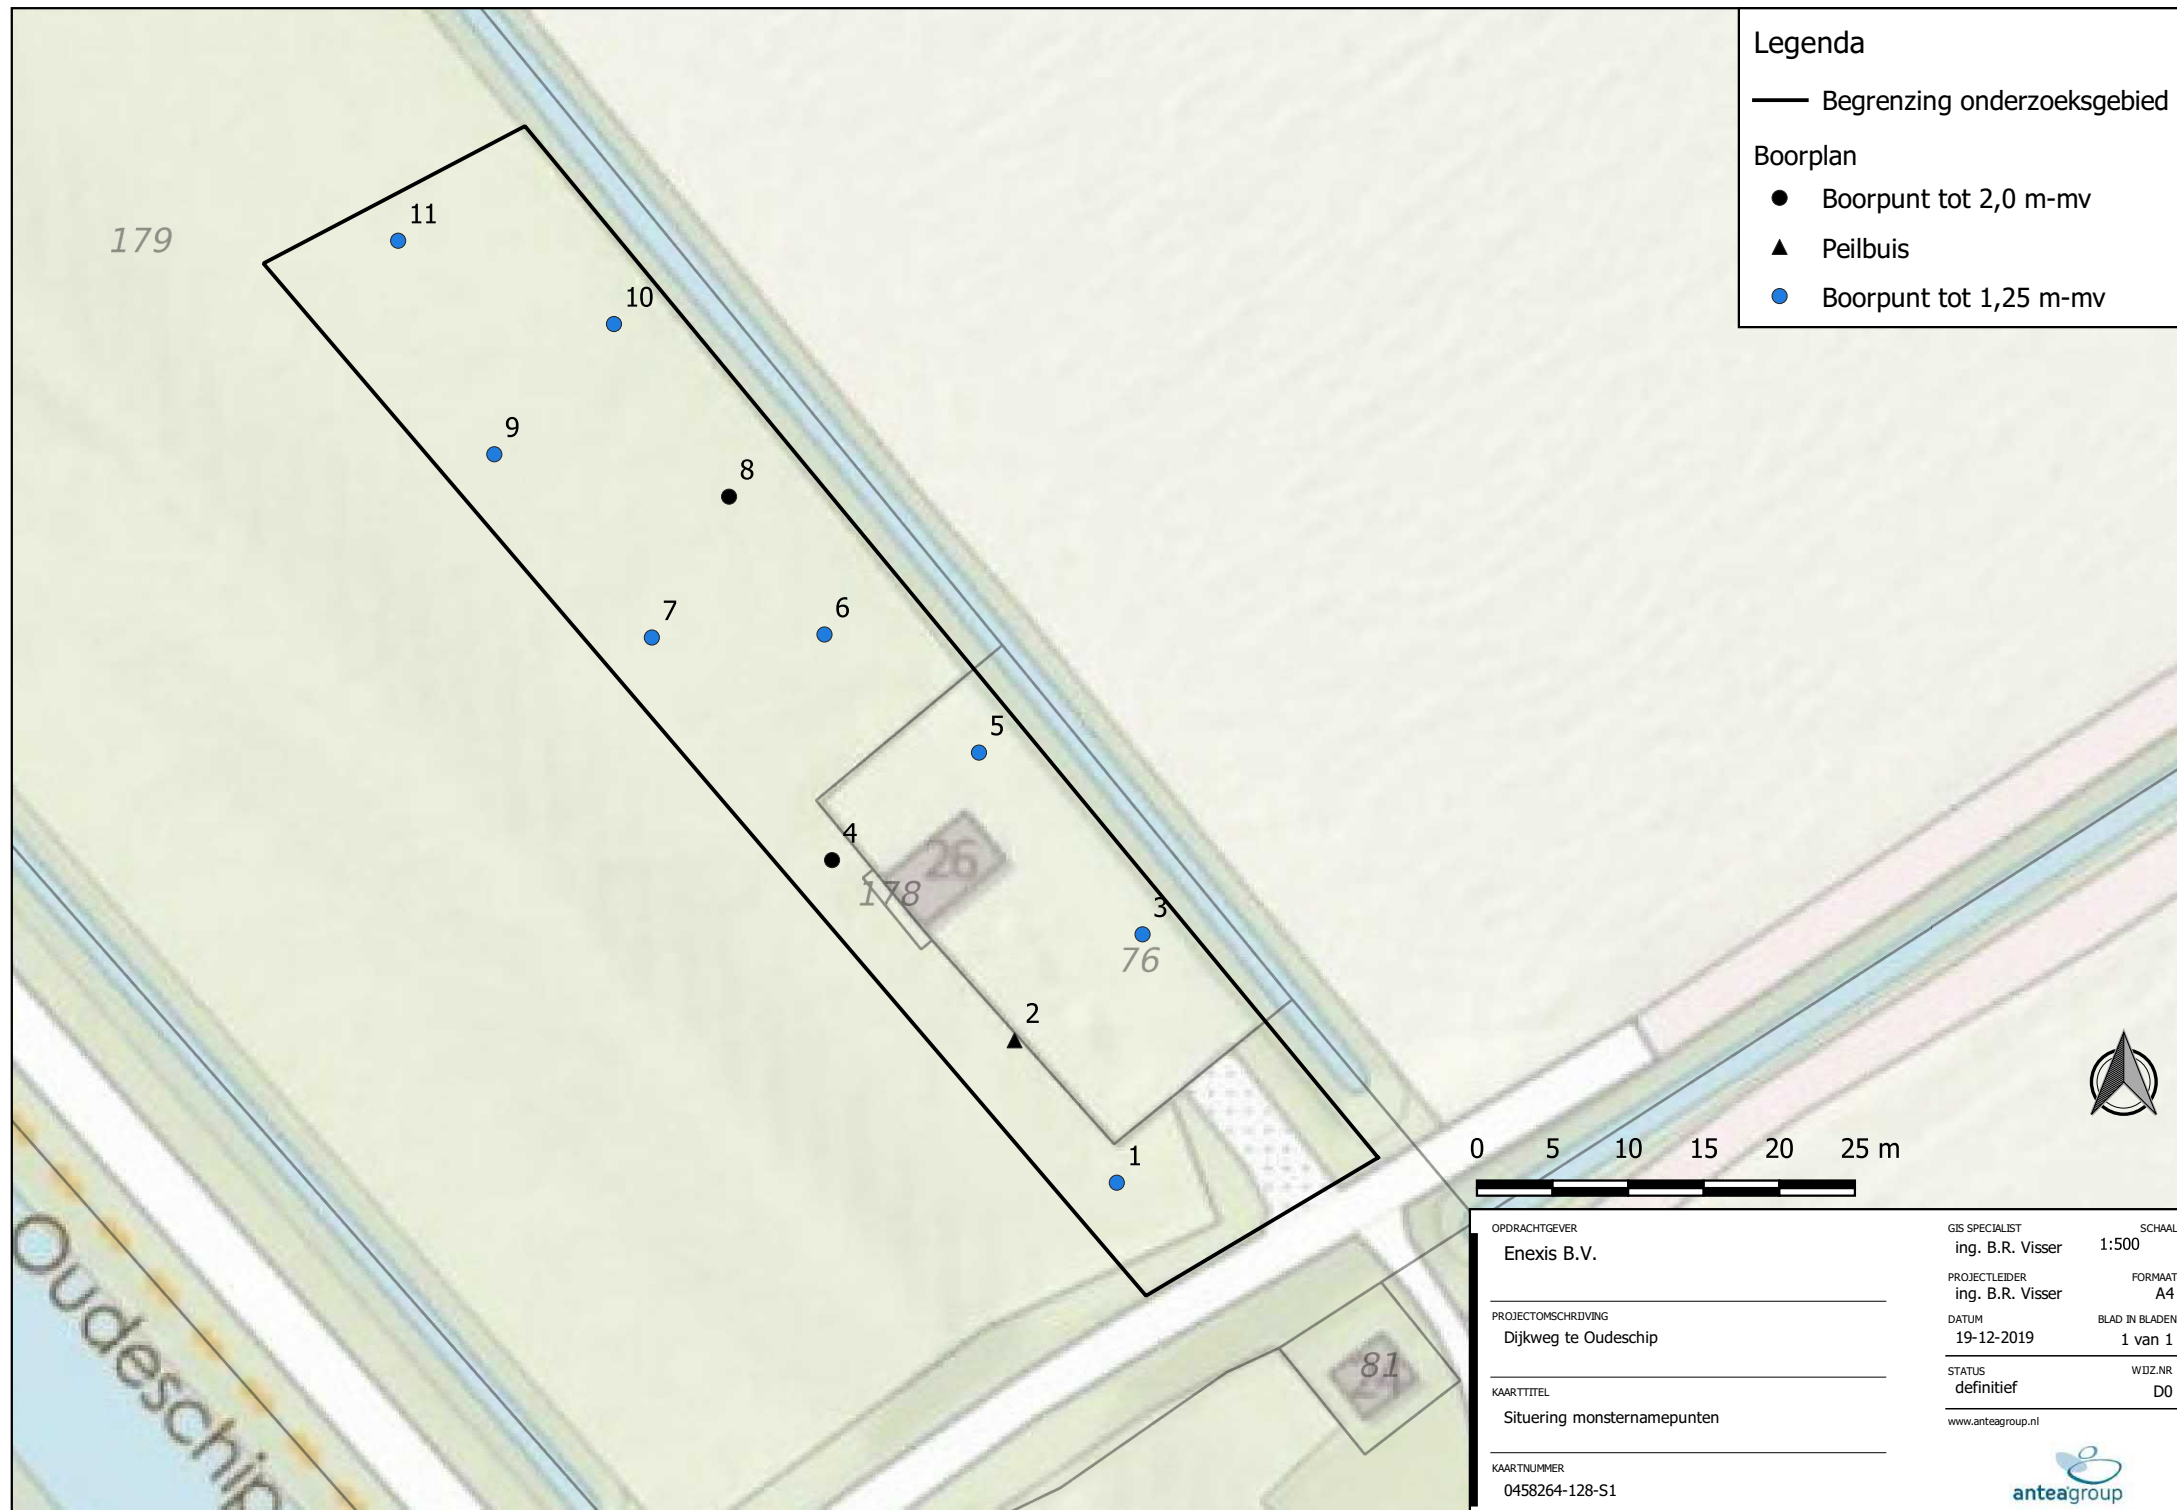 Legenda
Begrenzing onderzoeksgebied
Boorplan
Boorpunt tot 2,0 m-mv
Peilbuis
Boorpunt tot 1,25 m-mv
179
11
10
9
8
7
6
5
4
26
178
3
76
2
1
0 5 10 15 20 25 m
Oudeschip
81
OPDRACHTGEVER
Enexis B.V.
PROJECTOMSCHRIJVING
Dijkweg te Oudeschip
KAARTTITEL
Situering monsternamepunten
KAARTNUMMER
0458264-128-S1
GIS SPECIALIST SCHAAL
ing. B.R. Visser 1:500
PROJECTLEIDER FORMAAT
ing. B.R. Visser A4
DATUM BLAD IN BLADEN
19-12-2019 1 van 1
STATUS WIJZ.NR
definitief D0
www.anteagroup.nl
anteagroup